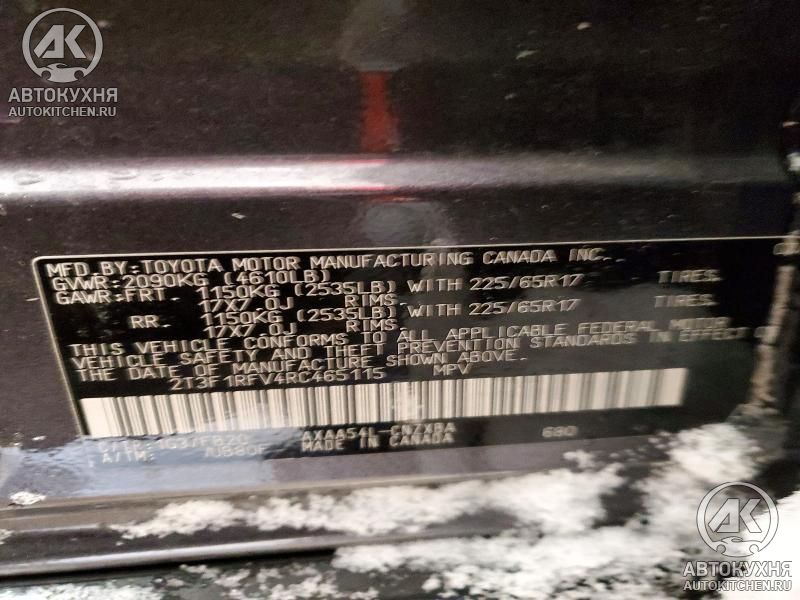 АК
АВТОКУХНЯ
AUTOKITCHEN.RU
MFD.BY:TOYOTA MOTOR MANUFACTURING CANADA INC.
GVWR:2090KG (4610LB)
GAWR:FRT. 1150KG (2535LB) WITH 225/65R17 TIRES.
17X7.0J RIMS.
RR. 1150KG (2535LB) WITH 225/65R17 TIRES.
17X7.0J RIMS.
THIS VEHICLE CONFORMS TO ALL APPLICABLE FEDERAL MOTOR
VEHICLE SAFETY AND THEFT PREVENTION STANDARDS IN EFFECT O
THE DATE OF MANUFACTURE SHOWN ABOVE.
2T3F1RFV4RC465115 MPV
AXAA54L-CNZXBA 680
A/TM: /UB80F MADE IN CANADA
АК
АВТОКУХНЯ
AUTOKITCHEN.RU